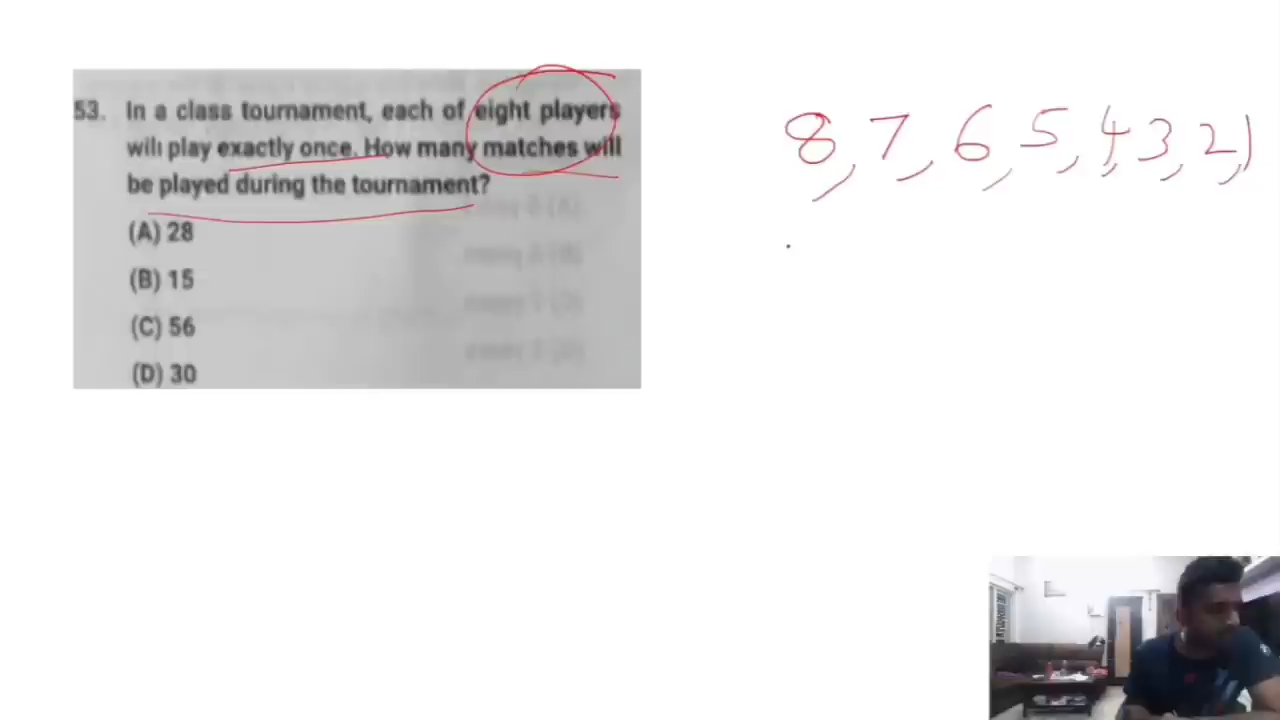 53. In a class tournament, each of eight players
will play exactly once. How many matches will
be played during the tournament?
(A) 28
(B) 15
(C) 56
(D) 30
8, 7, 6, 5, 4, 3, 2, 1